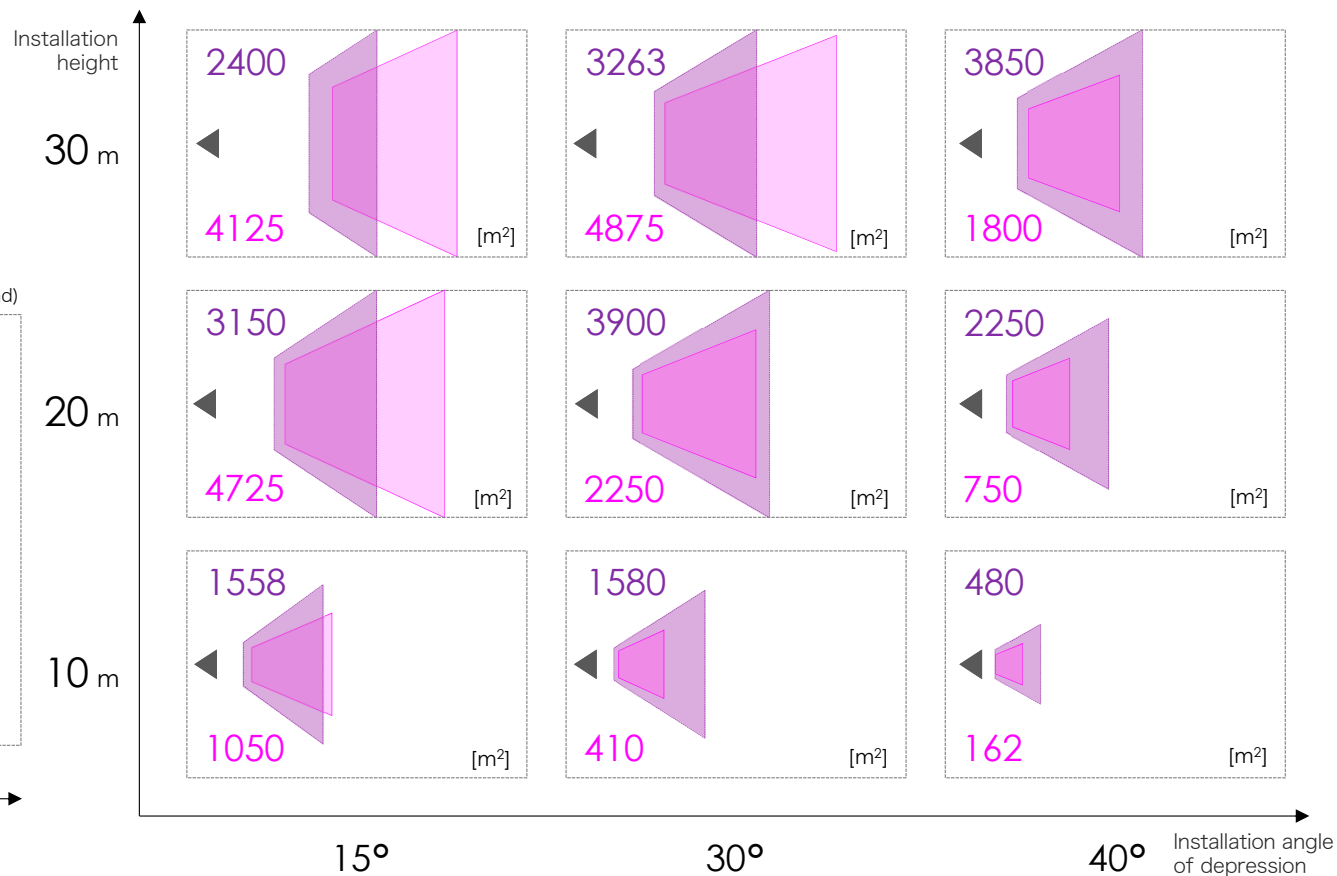 Installation
height
2400
3263
3850
30 m
4125
[m²]
4875
[m²]
1800
[m²]
d)
3150
3900
2250
20 m
4725
[m²]
2250
[m²]
750
[m²]
1558
1580
480
10 m
1050
[m²]
410
[m²]
162
[m²]
15°
30°
40°
Installation angle
of depression